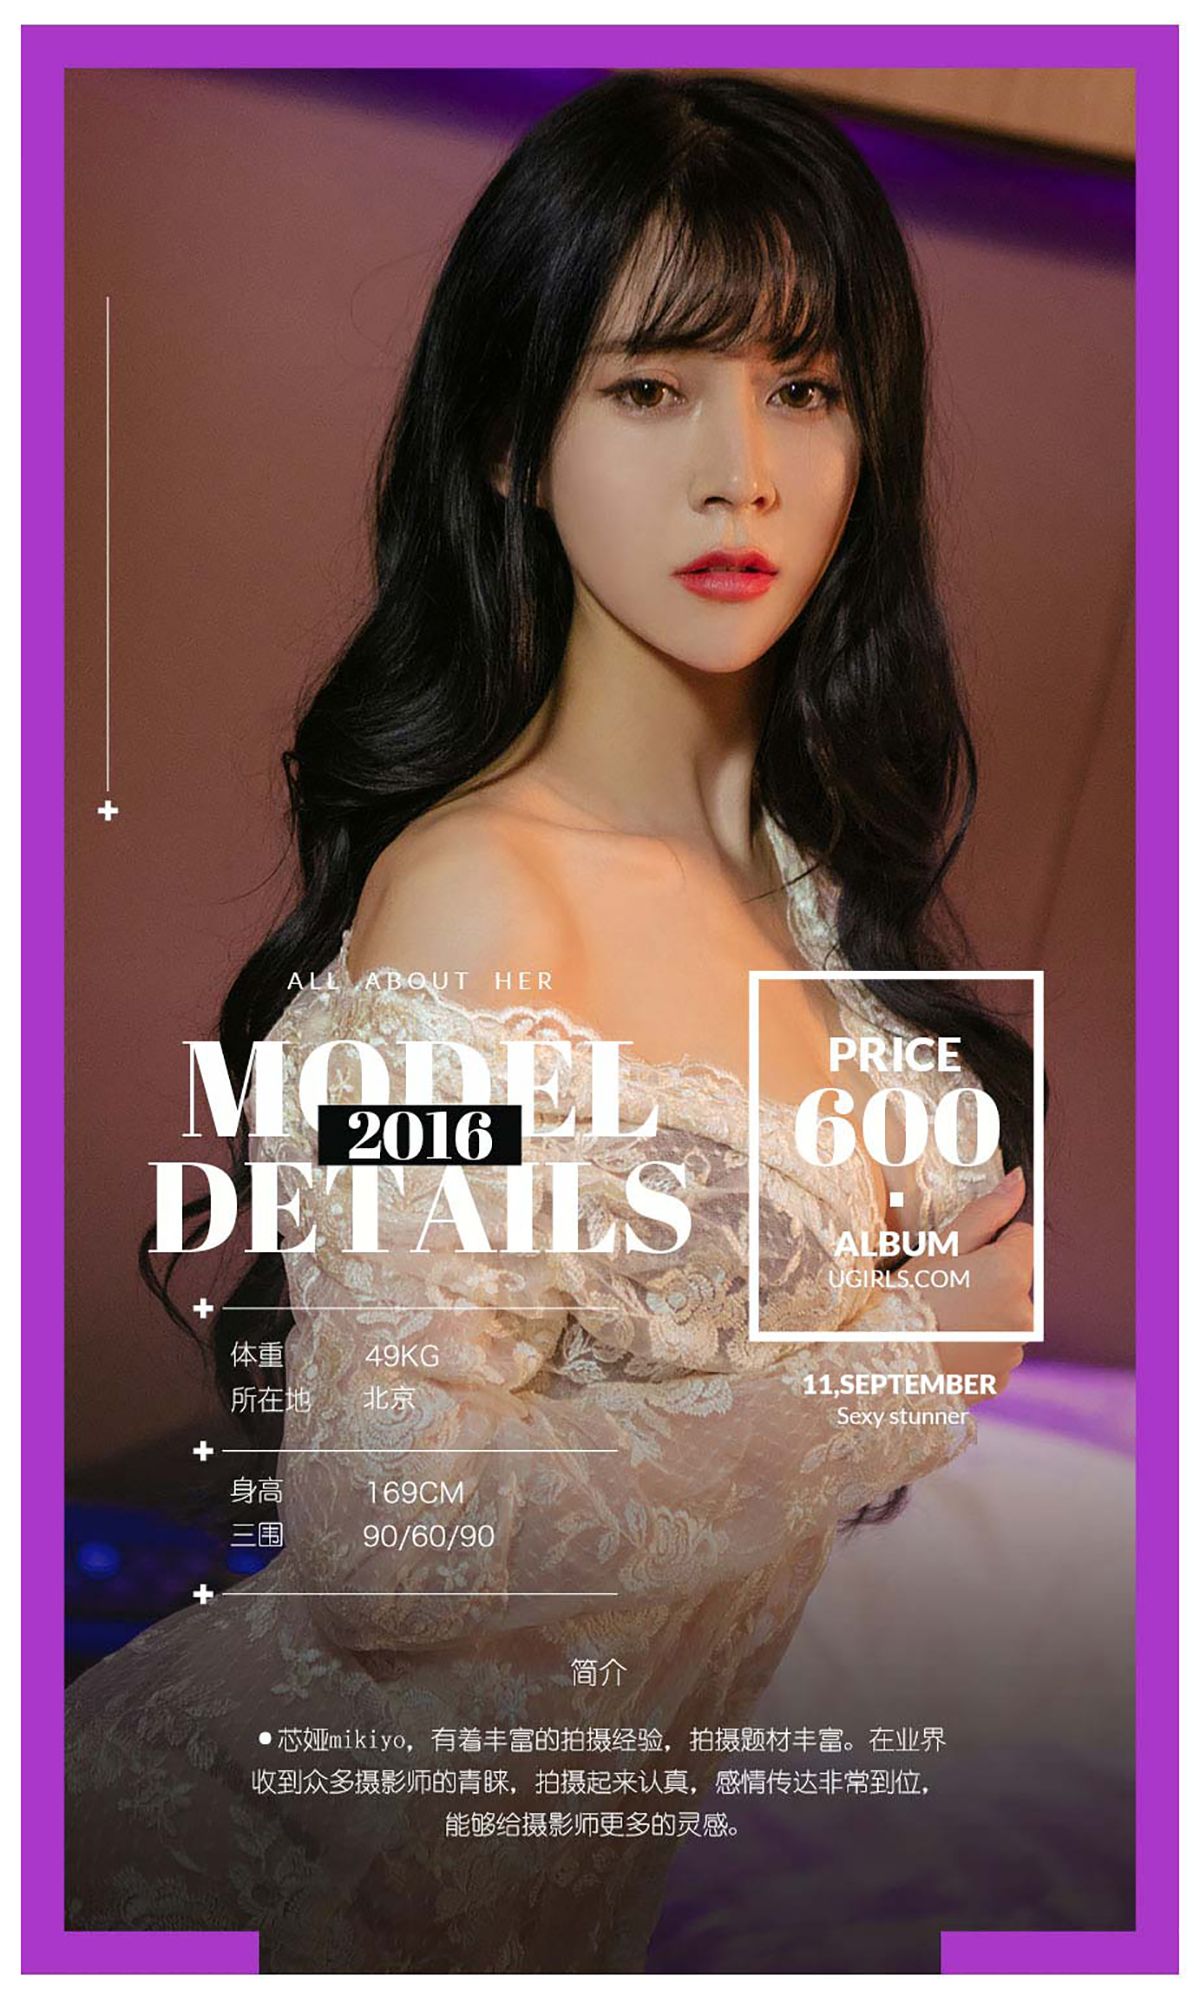 ALL ABOUT HER
MODEL
2016
DETAILS
PRICE
600
ALBUM
UGIRLS.COM
11,SEPTEMBER
Sexy stunner
体重 49KG
所在地 北京
身高 169CM
三围 90/60/90
简介
●芯娅mikiyo，有着丰富的拍摄经验，拍摄题材丰富。在业界
收到众多摄影师的青睐，拍摄起来认真，感情传达非常到位，
能够给摄影师更多的灵感。